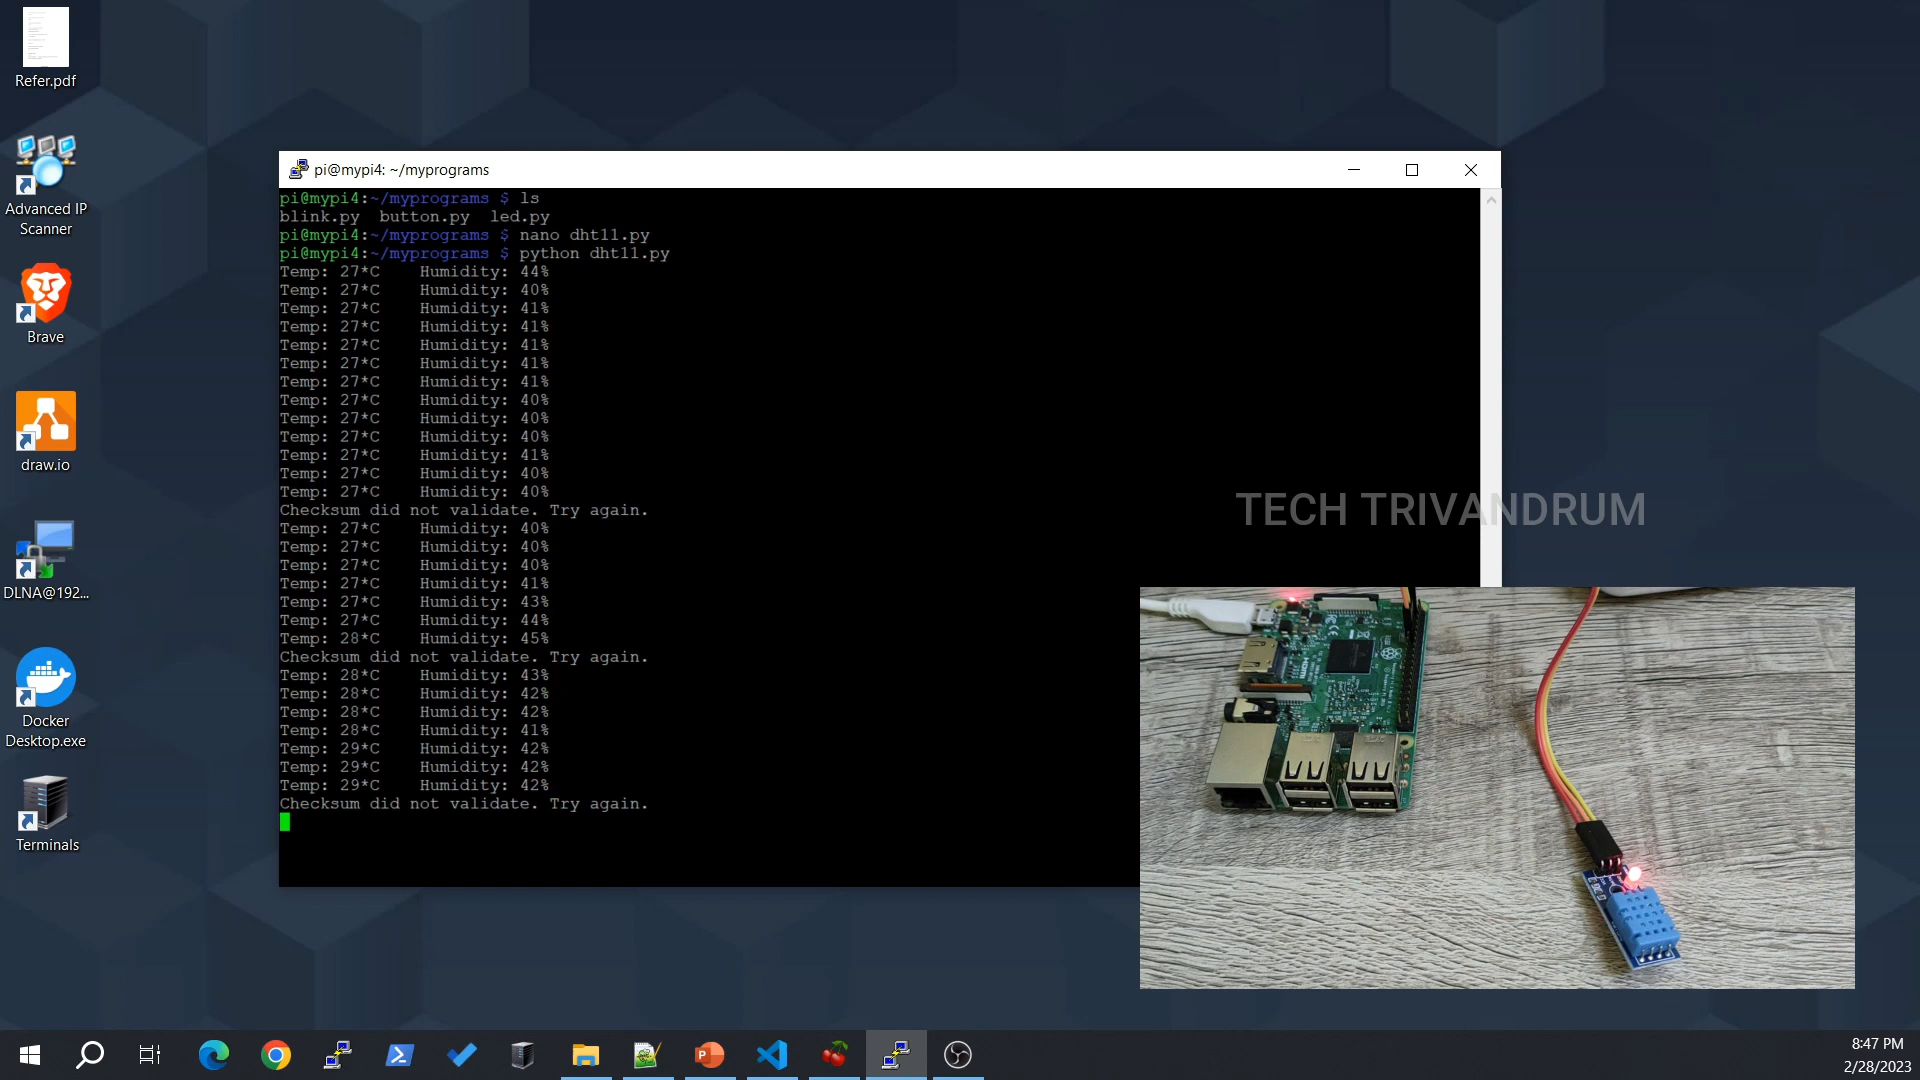 Refer.pdf
Advanced IP
Scanner
Brave
draw.io
DLNA@192...
Docker
Desktop.exe
Terminals
pi@mypi4: ~/myprograms
pi@mypi4:~/myprograms $ ls
blink.py  button.py  led.py
pi@mypi4:~/myprograms $ nano dht11.py
pi@mypi4:~/myprograms $ python dht11.py
Temp: 27*C    Humidity: 44%
Temp: 27*C    Humidity: 40%
Temp: 27*C    Humidity: 41%
Temp: 27*C    Humidity: 41%
Temp: 27*C    Humidity: 41%
Temp: 27*C    Humidity: 41%
Temp: 27*C    Humidity: 41%
Temp: 27*C    Humidity: 40%
Temp: 27*C    Humidity: 40%
Temp: 27*C    Humidity: 40%
Temp: 27*C    Humidity: 41%
Temp: 27*C    Humidity: 40%
Temp: 27*C    Humidity: 40%
Checksum did not validate. Try again.
Temp: 27*C    Humidity: 40%
Temp: 27*C    Humidity: 40%
Temp: 27*C    Humidity: 40%
Temp: 27*C    Humidity: 41%
Temp: 27*C    Humidity: 43%
Temp: 27*C    Humidity: 44%
Temp: 28*C    Humidity: 45%
Checksum did not validate. Try again.
Temp: 28*C    Humidity: 43%
Temp: 28*C    Humidity: 42%
Temp: 28*C    Humidity: 42%
Temp: 28*C    Humidity: 41%
Temp: 29*C    Humidity: 42%
Temp: 29*C    Humidity: 42%
Temp: 29*C    Humidity: 42%
Checksum did not validate. Try again.
TECH TRIVANDRUM
HDMI
8:47 PM
2/28/2023